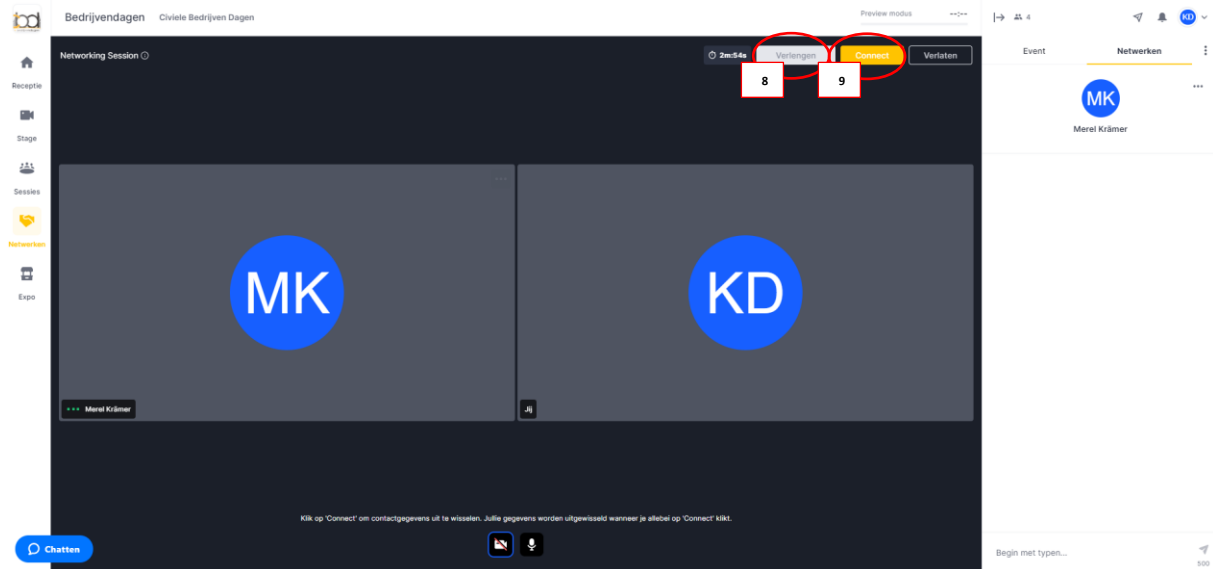 Bedrijvendagen Civiele Bedrijven Dagen
Preview modus --:--
4
KD
Networking Session
2m:54s
Verlengen
Connect
Verlaten
8
9
Event
Netwerken
MK
Merel Krämer
Receptie
Stage
Sessies
Netwerken
Expo
MK
KD
Merel Krämer
Jij
Klik op 'Connect' om contactgegevens uit te wisselen. Jullie gegevens worden uitgewisseld wanneer je allebei op 'Connect' klikt.
Chatten
Begin met typen...
500